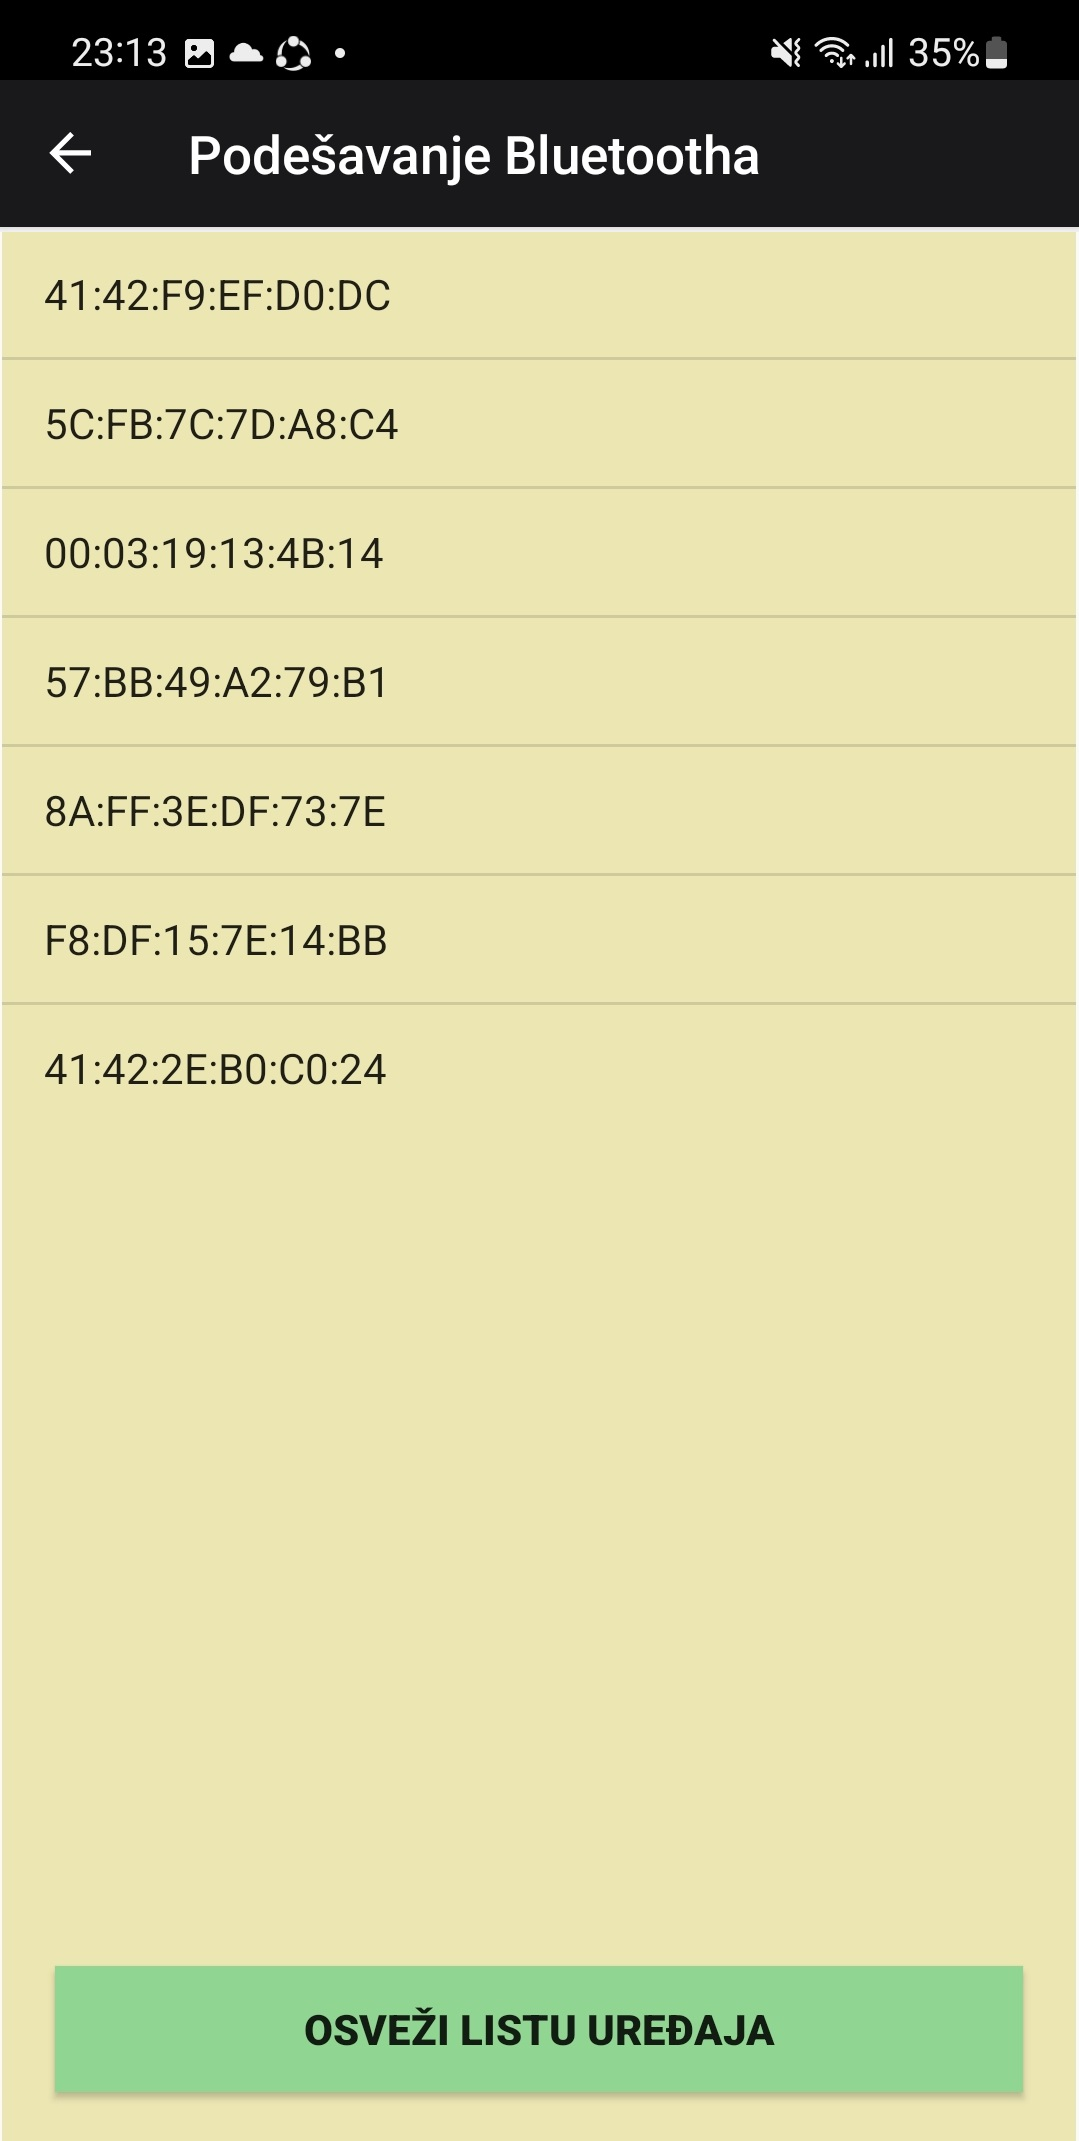 23:13
35%
Podešavanje Bluetootha
41:42:F9:EF:D0:DC
5C:FB:7C:7D:A8:C4
00:03:19:13:4B:14
57:BB:49:A2:79:B1
8A:FF:3E:DF:73:7E
F8:DF:15:7E:14:BB
41:42:2E:B0:C0:24
OSVEŽI LISTU UREĐAJA